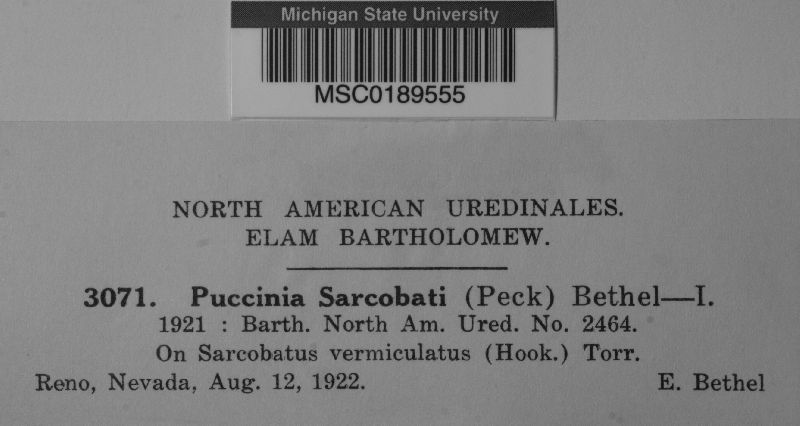 Michigan State University
MSC0189555
NORTH AMERICAN UREDINALES.
ELAM BARTHOLOMEW.
3071. Puccinia Sarcobati (Peck) Bethel—I.
1921 : Barth. North Am. Ured. No. 2464.
On Sarcobatus vermiculatus (Hook.) Torr.
Reno, Nevada, Aug. 12, 1922. E. Bethel